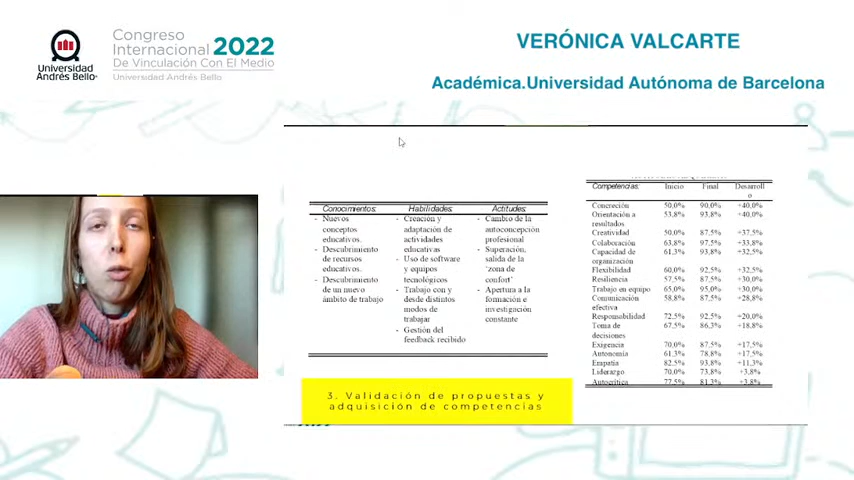 Universidad
Andrés Bello
Congreso
Internacional 2022
De Vinculación Con El Medio
Universidad Andrés Bello
VERÓNICA VALCARTE
Académica.Universidad Autónoma de Barcelona
Conocimientos: Habilidades: Actitudes:
- Nuevos conceptos educativos.
- Descubrimiento de recursos educativos.
- Descubrimiento de un nuevo ámbito de trabajo
- Creación y adaptación de actividades educativas
- Uso de software y equipos tecnológicos
- Trabajo con y desde distintos modos de trabajar
- Gestión del feedback recibido
- Cambio de la autoconcepción profesional
- Superación, salida de la 'zona de confort'
- Apertura a la formación e investigación constante
Competencias: Inicio Final Desarrollo
Concreción 50,0% 90,0% +40,0%
Orientación a resultados 53,8% 93,8% +40,0%
Creatividad 50,0% 87,5% +37,5%
Colaboración 63,8% 97,5% +33,8%
Capacidad de organización 61,3% 93,8% +32,5%
Flexibilidad 60,0% 92,5% +32,5%
Resiliencia 57,5% 87,5% +30,0%
Trabajo en equipo 65,0% 95,0% +30,0%
Comunicación efectiva 58,8% 87,5% +28,8%
Responsabilidad 72,5% 92,5% +20,0%
Toma de decisiones 67,5% 86,3% +18,8%
Exigencia 70,0% 87,5% +17,5%
Autonomía 61,3% 78,8% +17,5%
Empatía 82,5% 93,8% +11,3%
Liderazgo 70,0% 73,8% +3,8%
Autocrítica 77,5% 81,3% +3,8%
3. Validación de propuestas y
adquisición de competencias